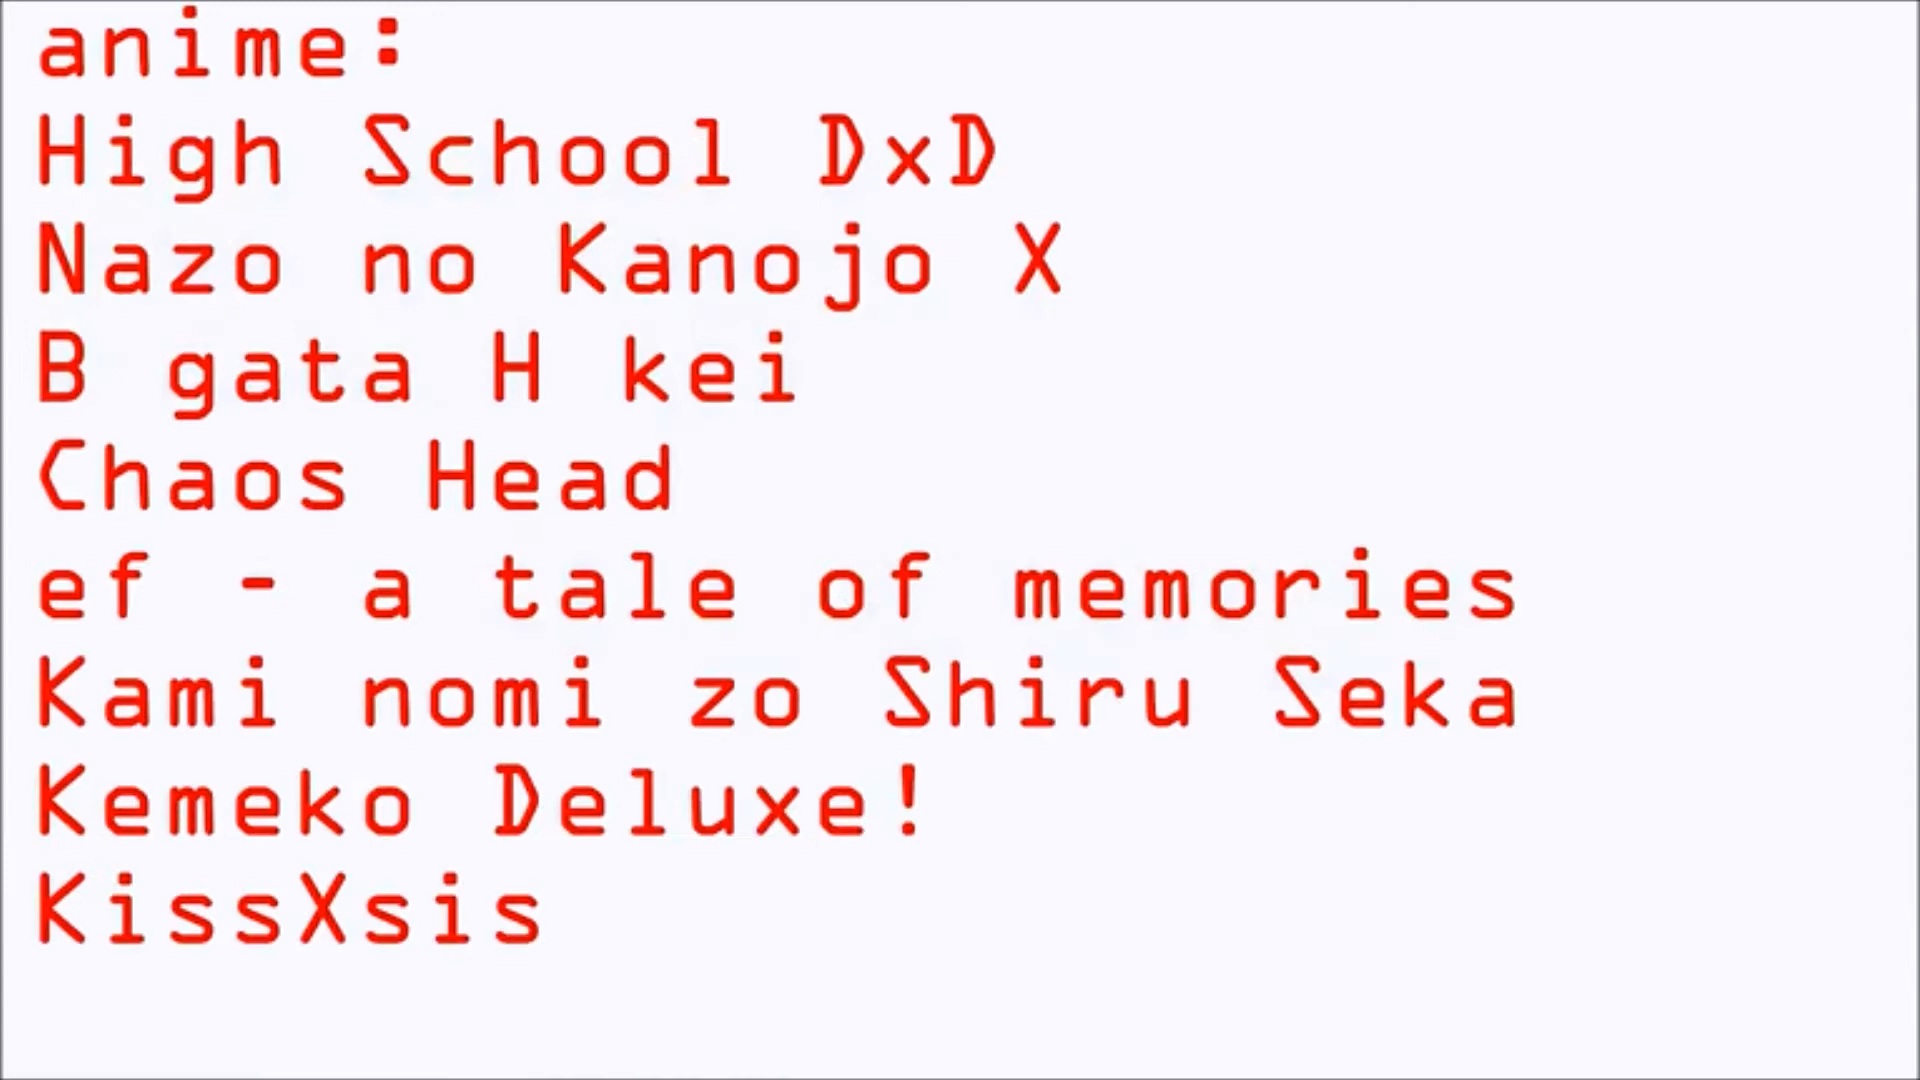 anime:
High School DxD
Nazo no Kanojo X
B gata H kei
Chaos Head
ef - a tale of memories
Kami nomi zo Shiru Seka
Kemeko Deluxe!
KissXsis